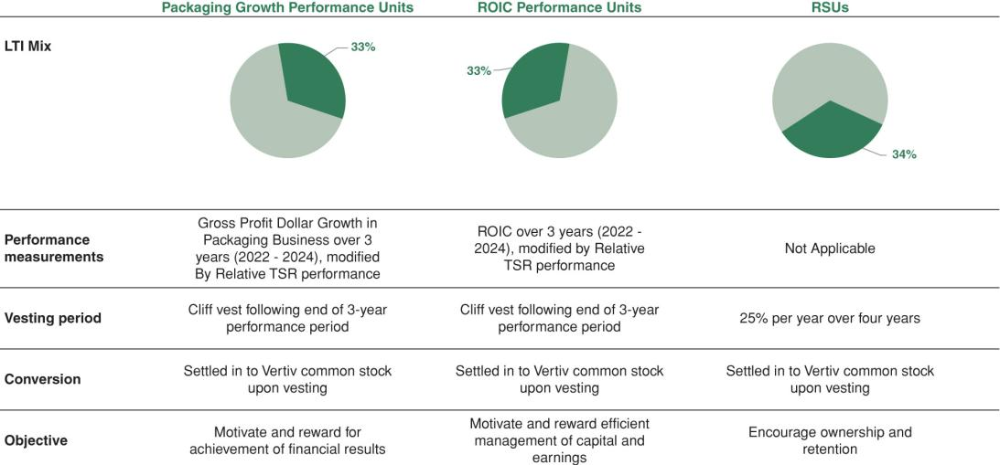 Packaging Growth Performance Units ROIC Performance Units RSUs
LTI Mix
33%
33%
34%
Performance
measurements
Gross Profit Dollar Growth in
Packaging Business over 3
years (2022 - 2024), modified
By Relative TSR performance
ROIC over 3 years (2022 -
2024), modified by Relative
TSR performance
Not Applicable
Vesting period
Cliff vest following end of 3-year
performance period
Cliff vest following end of 3-year
performance period
25% per year over four years
Conversion
Settled in to Vertiv common stock
upon vesting
Settled in to Vertiv common stock
upon vesting
Settled in to Vertiv common stock
upon vesting
Objective
Motivate and reward for
achievement of financial results
Motivate and reward efficient
management of capital and
earnings
Encourage ownership and
retention